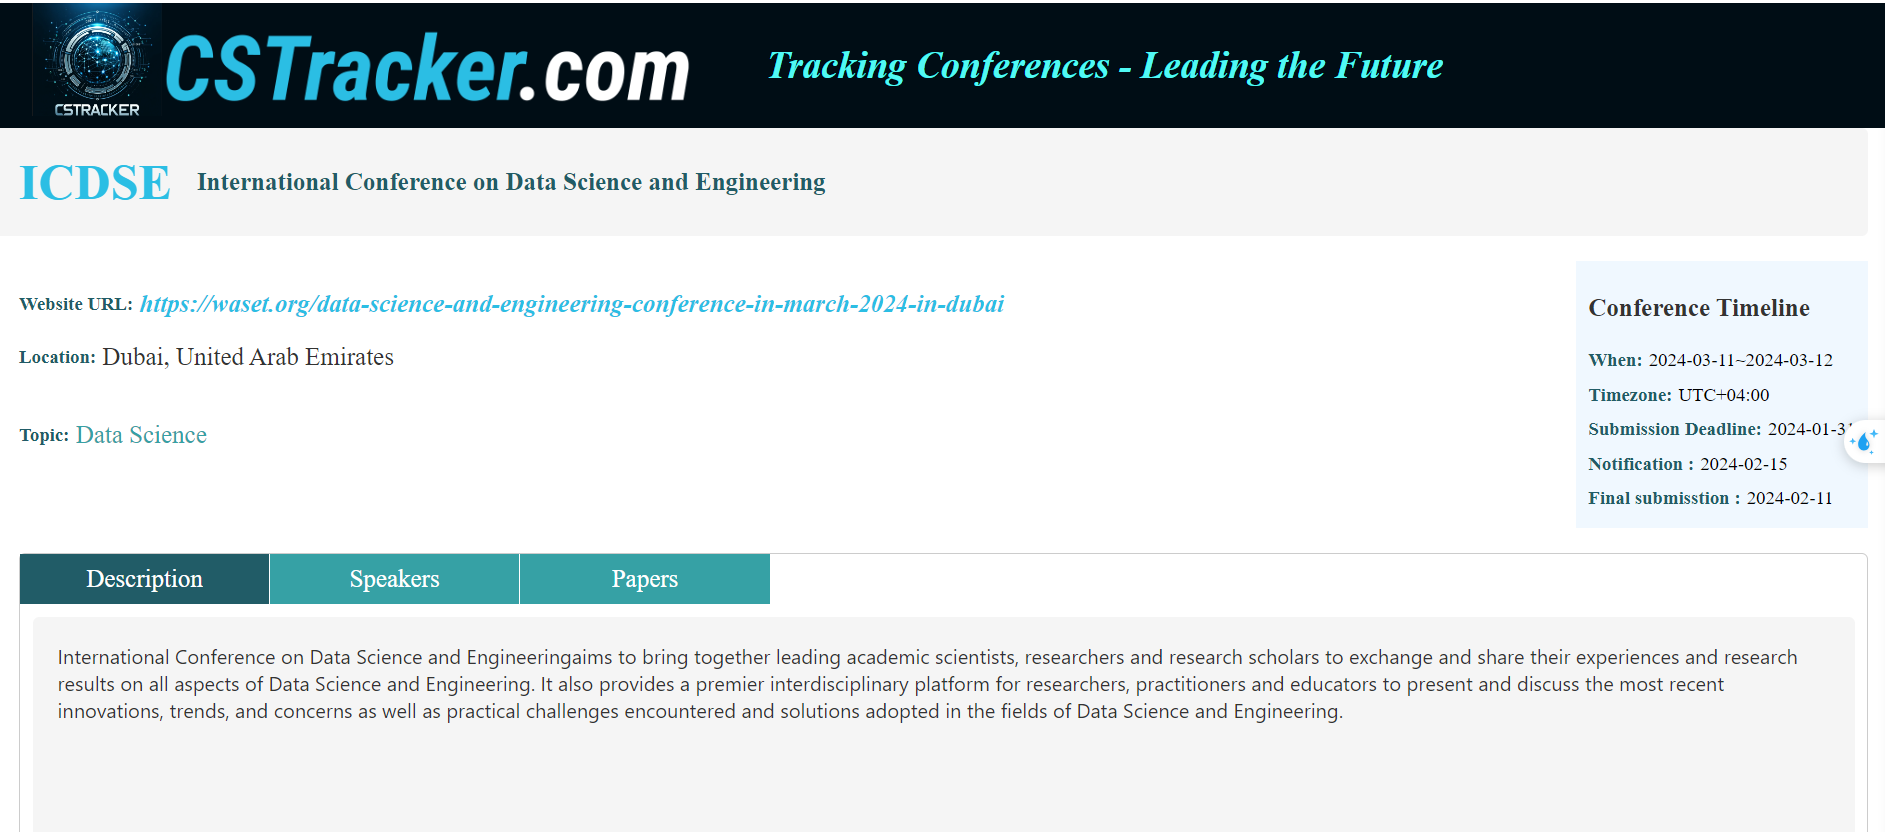 CSTRACKER
CSTracker.com
Tracking Conferences - Leading the Future
ICDSE
International Conference on Data Science and Engineering
Website URL: https://waset.org/data-science-and-engineering-conference-in-march-2024-in-dubai
Location: Dubai, United Arab Emirates
Topic: Data Science
Conference Timeline
When: 2024-03-11~2024-03-12
Timezone: UTC+04:00
Submission Deadline: 2024-01-31
Notification : 2024-02-15
Final submisstion : 2024-02-11
Description
Speakers
Papers
International Conference on Data Science and Engineeringaims to bring together leading academic scientists, researchers and research scholars to exchange and share their experiences and research
results on all aspects of Data Science and Engineering. It also provides a premier interdisciplinary platform for researchers, practitioners and educators to present and discuss the most recent
innovations, trends, and concerns as well as practical challenges encountered and solutions adopted in the fields of Data Science and Engineering.